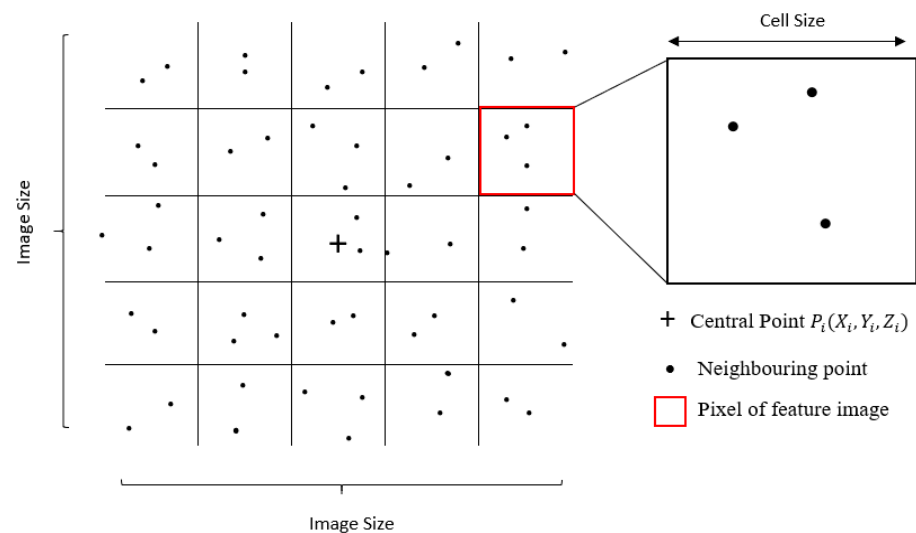 Cell Size
Image Size
Central Point P_i(X_i, Y_i, Z_i)
Neighbouring point
Pixel of feature image
Image Size